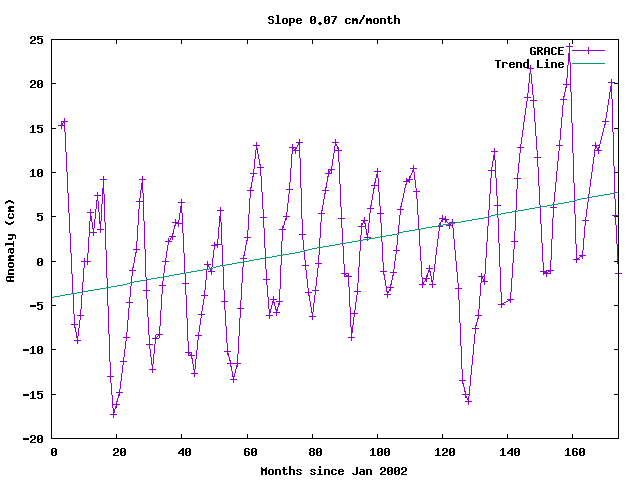 Slope 0.07 cm/month
GRACE
Trend Line
Anomaly (cm)
25
20
15
10
5
0
-5
-10
-15
-20
0 20 40 60 80 100 120 140 160
Months since Jan 2002